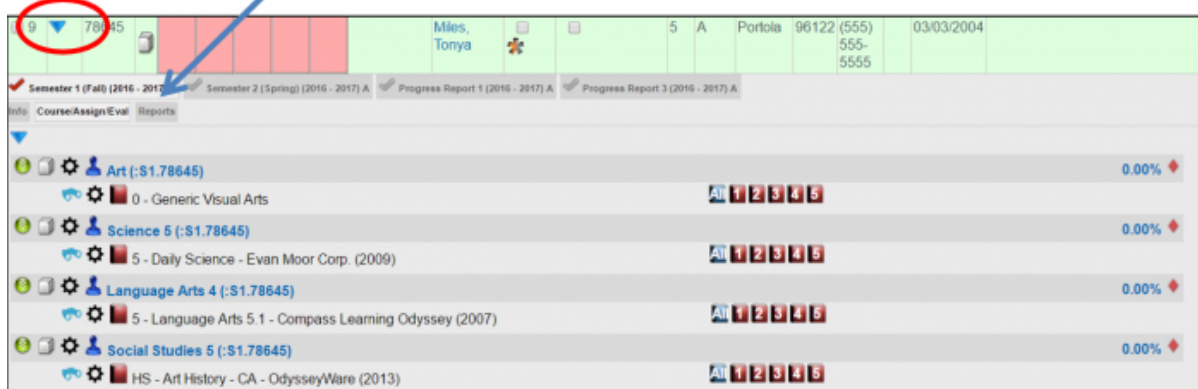 9 78645 Miles, Tonya 5 A Portola 96122 (555) 555-5555 03/03/2004
Semester 1 (Fall) (2016 - 2017) Semester 2 (Spring) (2016 - 2017) A Progress Report 1 (2016 - 2017) A Progress Report 3 (2016 - 2017) A
Info Course/Assign/Eval Reports
Art (:S1.78645) 0.00%
0 - Generic Visual Arts All 1 2 3 4 5
Science 5 (:S1.78645) 0.00%
5 - Daily Science - Evan Moor Corp. (2009) All 1 2 3 4 5
Language Arts 4 (:S1.78645) 0.00%
5 - Language Arts 5.1 - Compass Learning Odyssey (2007) All 1 2 3 4 5
Social Studies 5 (:S1.78645) 0.00%
HS - Art History - CA - OdysseyWare (2013) All 1 2 3 4 5